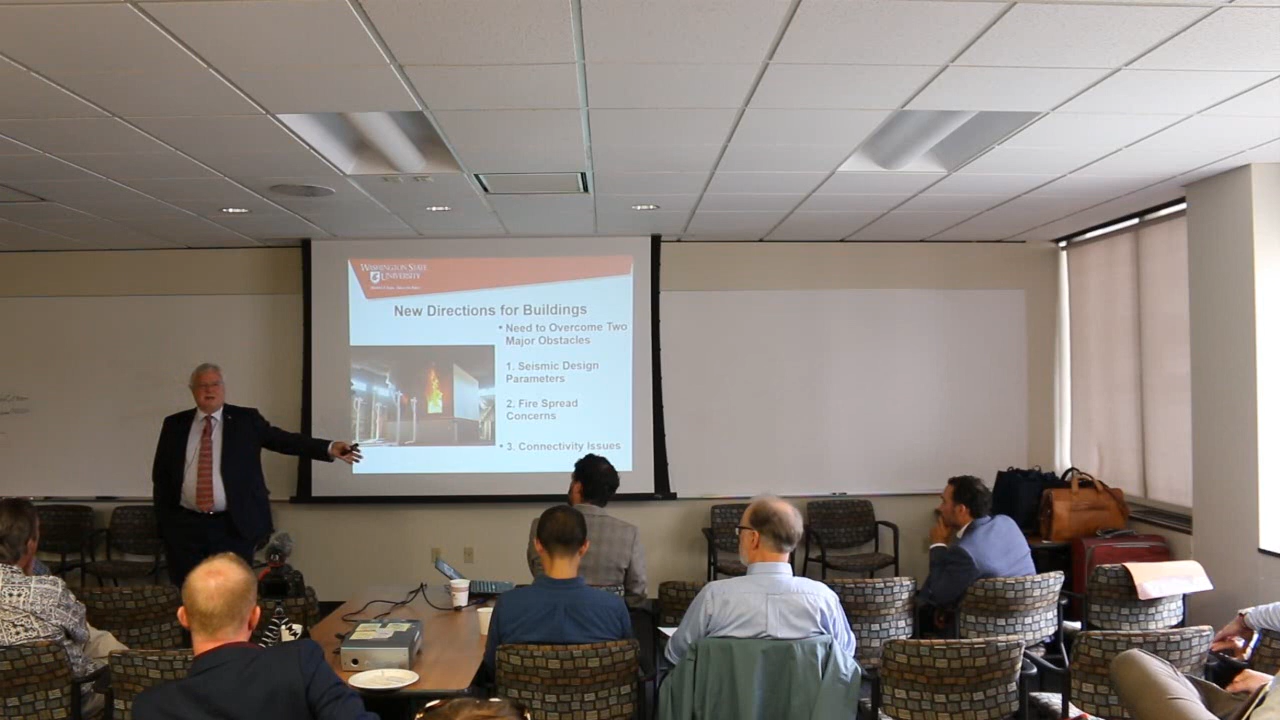 WASHINGTON STATE
UNIVERSITY
New Directions for Buildings
• Need to Overcome Two
Major Obstacles
1. Seismic Design
Parameters
2. Fire Spread
Concerns
• 3. Connectivity Issues